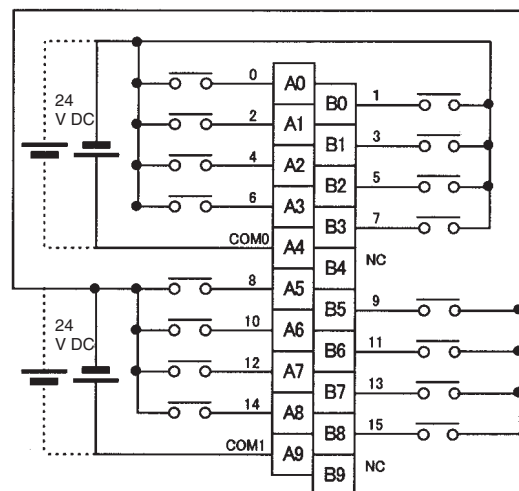 0 A0
B0 1
24
V DC
2 A1
B1 3
4 A2
B2 5
6 A3
B3 7
COM0 A4
B4 NC
8 A5
B5 9
24
V DC
10 A6
B6 11
12 A7
B7 13
14 A8
B8 15
COM1 A9
B9 NC